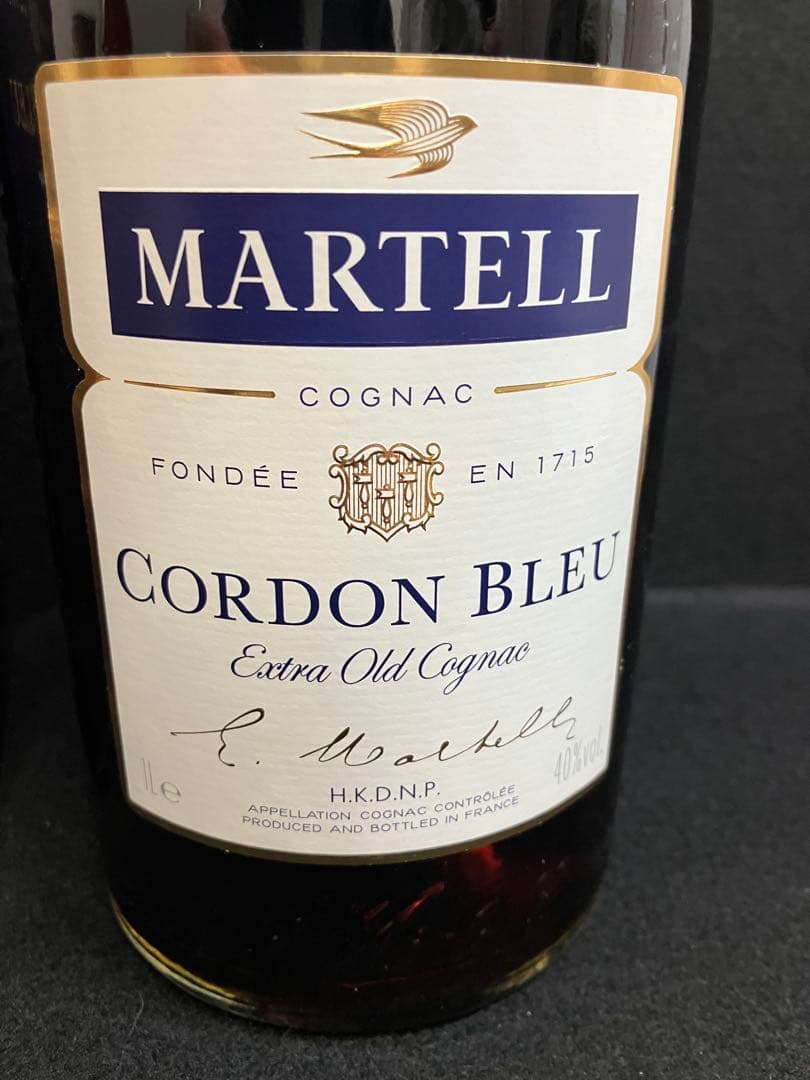 MARTELL
COGNAC
FONDÉE EN 1715
CORDON BLEU
Extra Old Cognac
E. Martell
1Le 40%vol.
H.K.D.N.P.
APPELLATION COGNAC CONTRÔLÉE
PRODUCED AND BOTTLED IN FRANCE